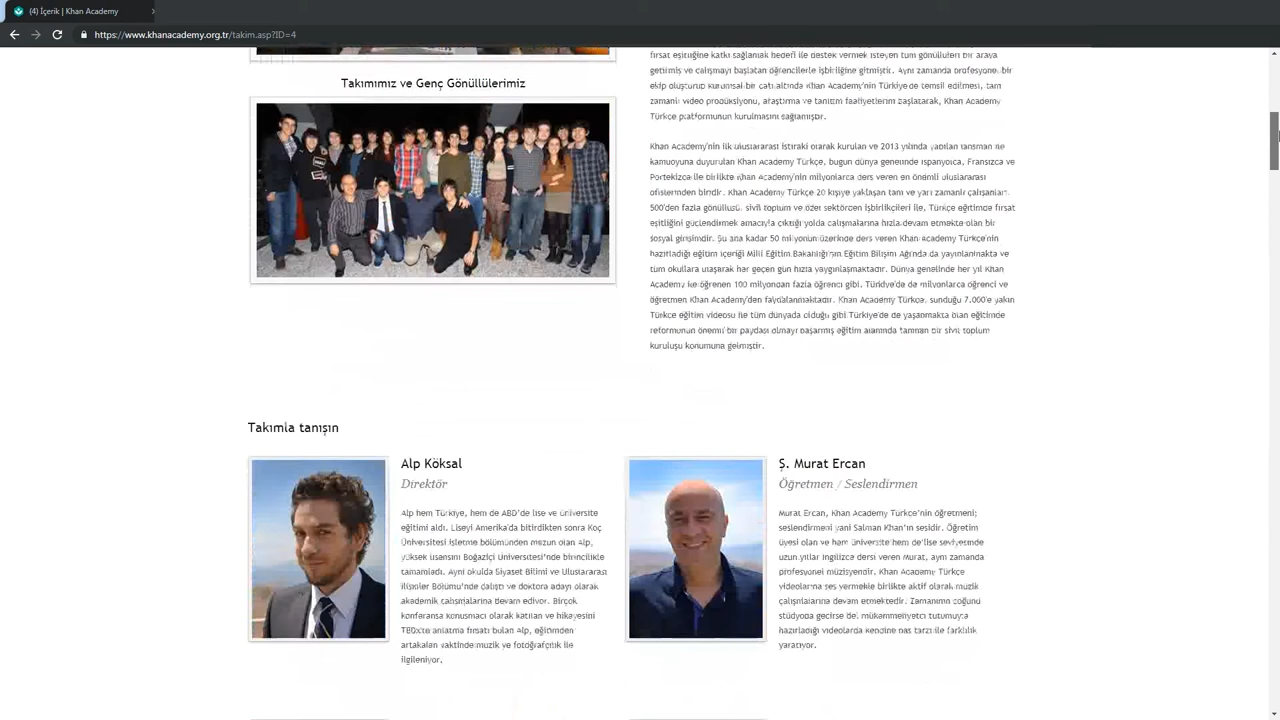 (4) İçerik | Khan Academy
https://www.khanacademy.org.tr/takim.asp?ID=4
Takımımız ve Genç Gönüllülerimiz
fırsat eşitliğine katkı sağlamak hedefi ile destek vermek isteyen tüm gönüllüleri bir araya
getirmiş ve çalışmayı başlatan öğrencilerle işbirliğine gitmiştir. Aynı zamanda profesyonel bir
ekip oluşturup kurumsal bir çatı altında Khan Academy'nin Türkiye'de temsil edilmesi, tam
zamanlı video prodüksiyonu, araştırma ve tanıtım faaliyetlerini başlatarak, Khan Academy
Türkçe platformunun kurulmasını sağlamıştır.
Khan Academy'nin ilk uluslararası iştiraki olarak kurulan ve 2013 yılında yapılan lansman ile
kamuoyuna duyurulan Khan Academy Türkçe, bugün dünya genelinde İspanyolca, Fransızca ve
Portekizce ile birlikte Khan Academy'nin milyonlarca ders veren en önemli uluslararası
ofislerinden biridir. Khan Academy Türkçe 20 kişiye yaklaşan tam ve yarı zamanlı çalışanları,
500'den fazla gönüllüsü, sivil toplum ve özel sektörden işbirlikçileri ile, Türkçe eğitimde fırsat
eşitliğini güçlendirmek amacıyla çıktığı yolda çalışmalarına hızla devam etmekte olan bir
sosyal girişimdir. Şu ana kadar 50 milyonun üzerinde ders veren Khan Academy Türkçe'nin
hazırladığı eğitim içeriği Milli Eğitim Bakanlığının Eğitim Bilişim Ağı'nda da yayınlanmakta ve
tüm okullara ulaşarak her geçen gün hızla yaygınlaşmaktadır. Dünya genelinde her yıl Khan
Academy ile öğrenen 100 milyondan fazla öğrenci gibi, Türkiye'de de milyonlarca öğrenci ve
öğretmen Khan Academy'den faydalanmaktadır. Khan Academy Türkçe, sunduğu 7.000'e yakın
Türkçe eğitim videosu ile tüm dünyada olduğu gibi Türkiye'de de yaşanmakta olan eğitimde
reformunun önemli bir paydaşı olmayı başarmış eğitim alanında tanınan bir sivil toplum
kuruluşu konumuna gelmiştir.
Takımla tanışın
Alp Köksal
Direktör
Alp hem Türkiye, hem de ABD'de lise ve üniversite
eğitimi aldı. Liseyi Amerika'da bitirdikten sonra Koç
Üniversitesi işletme bölümünden mezun olan Alp,
yüksek lisansını Boğaziçi Üniversitesi'nde birincilikle
tamamladı. Aynı okulda Siyaset Bilimi ve Uluslararası
İlişkiler Bölümü'nde çalıştı ve doktora adayı olarak
akademik çalışmalarına devam ediyor. Birçok
konferansa konuşmacı olarak katılan ve hikayesini
TEDx'te anlatma fırsatı bulan Alp, eğitimden
artakalan vaktinde müzik ve fotoğrafçılık ile
ilgileniyor.
Ş. Murat Ercan
Öğretmen / Seslendirmen
Murat Ercan, Khan Academy Türkçe'nin öğretmeni;
seslendirmeni yani Salman Khan'ın sesidir. Öğretim
üyesi olan ve hem üniversite hem de lise seviyesinde
uzun yıllar İngilizce dersi veren Murat, aynı zamanda
profesyonel müzisyendir. Khan Academy Türkçe
videolarına ses vermekle birlikte aktif olarak müzik
çalışmalarına devam etmektedir. Zamanının çoğunu
stüdyoda geçirse de, mükemmeliyetçi tutumuyla
hazırladığı videolarda kendine has tarzı ile farklılık
yaratıyor.